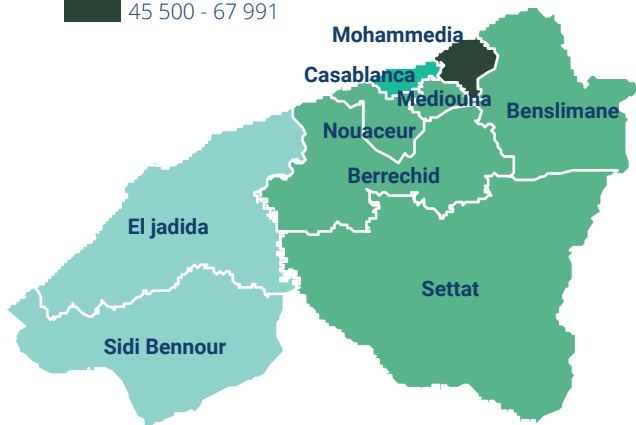 45 500 - 67 991
Mohammedia
Casablanca
Mediouna
Benslimane
Nouaceur
Berrechid
El jadida
Settat
Sidi Bennour